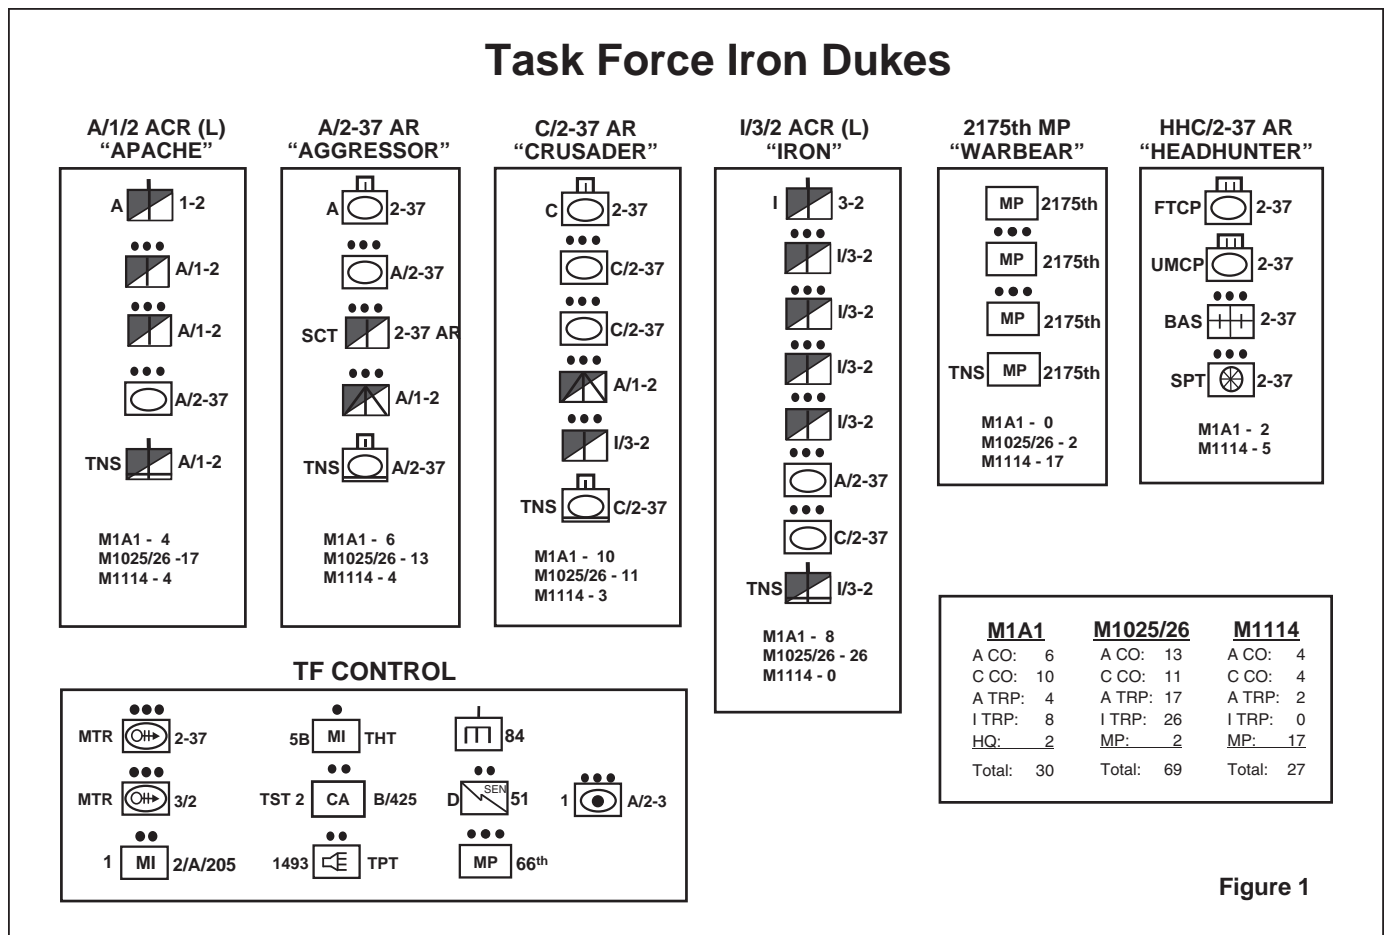 Task Force Iron Dukes
A/1/2 ACR (L)
“APACHE”
A 1-2
A/1-2
A/1-2
A/2-37
TNS A/1-2
M1A1 - 4
M1025/26 -17
M1114 - 4
A/2-37 AR
“AGGRESSOR”
A 2-37
A/2-37
SCT 2-37 AR
A/1-2
TNS A/2-37
M1A1 - 6
M1025/26 - 13
M1114 - 4
C/2-37 AR
“CRUSADER”
C 2-37
C/2-37
C/2-37
A/1-2
I/3-2
TNS C/2-37
M1A1 - 10
M1025/26 - 11
M1114 - 3
I/3/2 ACR (L)
“IRON”
I 3-2
I/3-2
I/3-2
I/3-2
I/3-2
A/2-37
C/2-37
TNS I/3-2
M1A1 - 8
M1025/26 - 26
M1114 - 0
2175th MP
“WARBEAR”
MP 2175th
MP 2175th
MP 2175th
TNS MP 2175th
M1A1 - 0
M1025/26 - 2
M1114 - 17
HHC/2-37 AR
“HEADHUNTER”
FTCP 2-37
UMCP 2-37
BAS 2-37
SPT 2-37
M1A1 - 2
M1114 - 5
TF CONTROL
MTR 2-37
5B MI THT
84
MTR 3/2
TST 2 CA B/425
D SEN 51
1 A/2-3
1 MI 2/A/205
1493 TPT
MP 66th
M1A1 M1025/26 M1114
A CO: 6 A CO: 13 A CO: 4
C CO: 10 C CO: 11 C CO: 4
A TRP: 4 A TRP: 17 A TRP: 2
I TRP: 8 I TRP: 26 I TRP: 0
HQ: 2 MP: 2 MP: 17
Total: 30 Total: 69 Total: 27
Figure 1